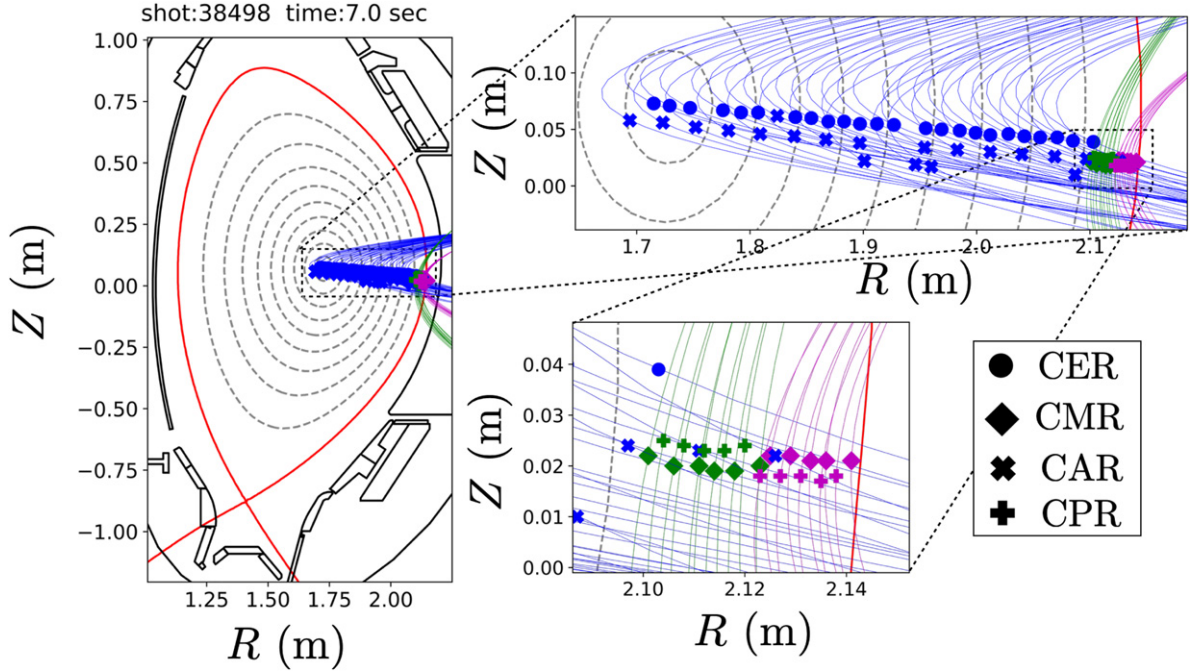 shot:38498 time:7.0 sec
1.00
0.75
0.50
0.25
0.00
−0.25
−0.50
−0.75
−1.00
Z (m)
1.25 1.50 1.75 2.00
R (m)
0.10
0.05
0.00
Z (m)
1.7 1.8 1.9 2.0 2.1
R (m)
0.04
0.03
0.02
0.01
0.00
Z (m)
2.10 2.12 2.14
R (m)
CER
CMR
CAR
CPR